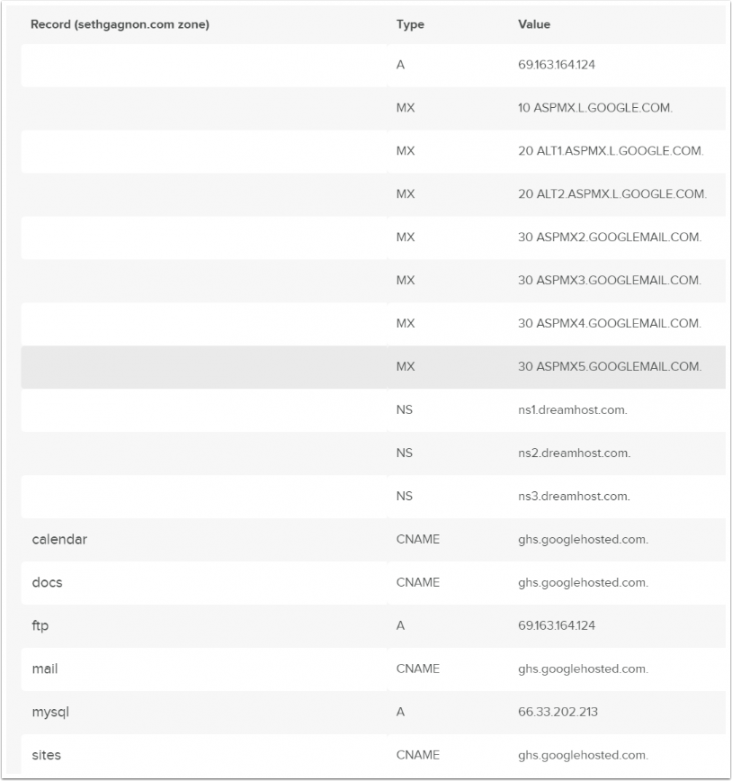 Record (sethgagnon.com zone) Type Value
A 69.163.164.124
MX 10 ASPMX.L.GOOGLE.COM.
MX 20 ALT1.ASPMX.L.GOOGLE.COM.
MX 20 ALT2.ASPMX.L.GOOGLE.COM.
MX 30 ASPMX2.GOOGLEMAIL.COM.
MX 30 ASPMX3.GOOGLEMAIL.COM.
MX 30 ASPMX4.GOOGLEMAIL.COM.
MX 30 ASPMX5.GOOGLEMAIL.COM.
NS ns1.dreamhost.com.
NS ns2.dreamhost.com.
NS ns3.dreamhost.com.
calendar CNAME ghs.googlehosted.com.
docs CNAME ghs.googlehosted.com.
ftp A 69.163.164.124
mail CNAME ghs.googlehosted.com.
mysql A 66.33.202.213
sites CNAME ghs.googlehosted.com.